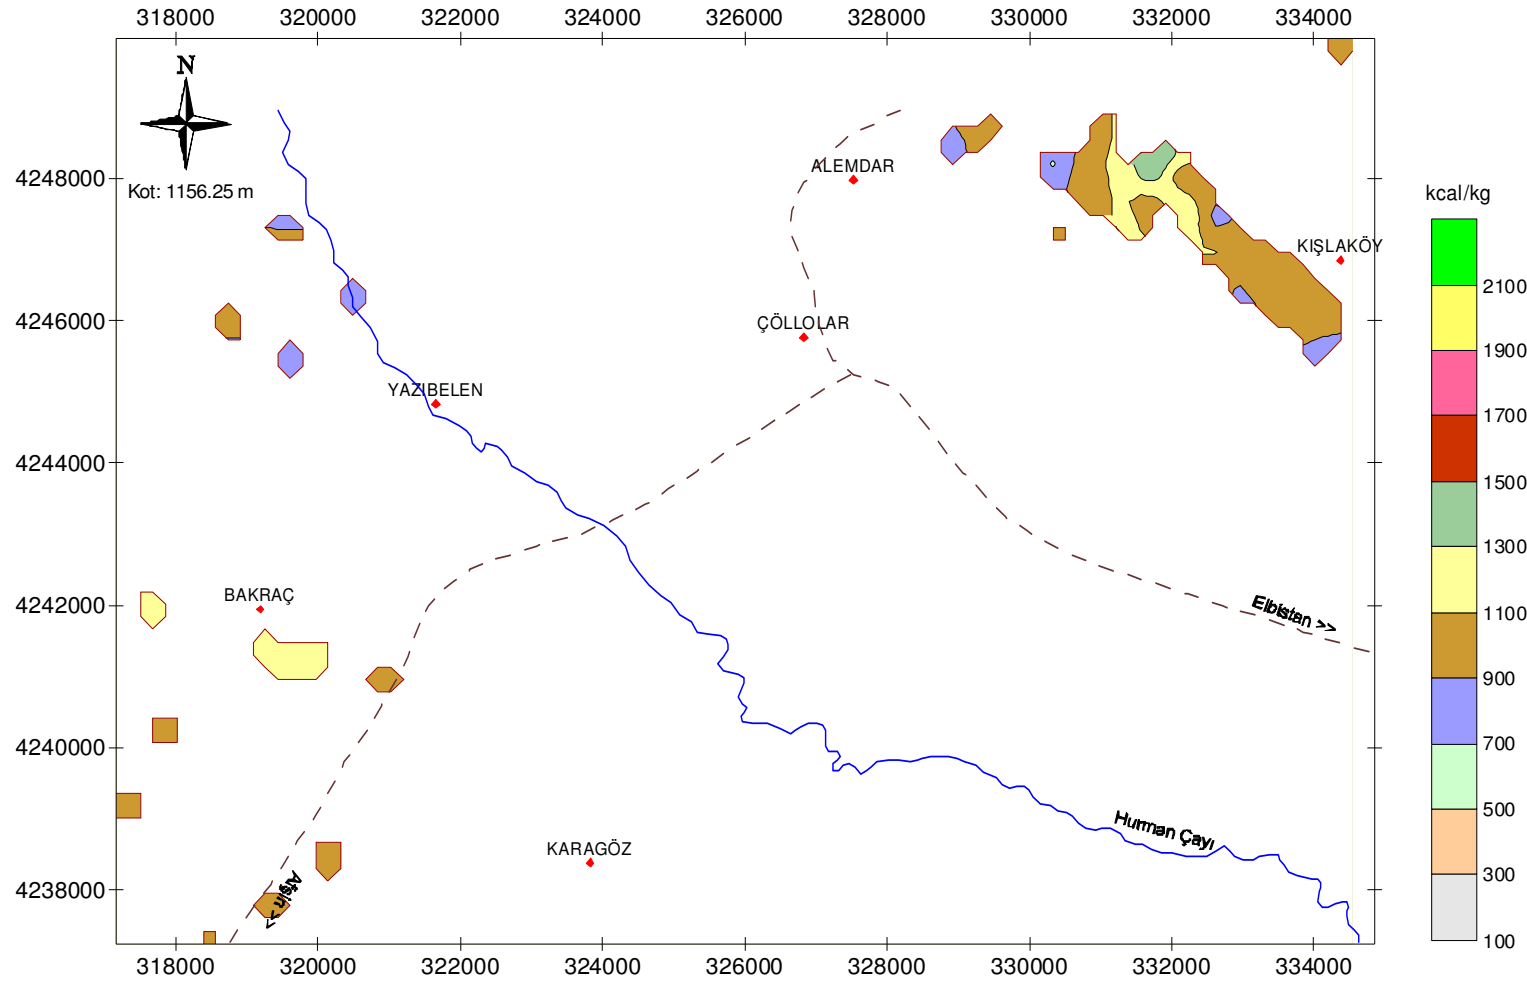 318000 320000 322000 324000 326000 328000 330000 332000 334000
N
Kot: 1156.25 m
4248000
4246000
4244000
4242000
4240000
4238000
ALEMDAR
KIŞLAKÖY
ÇÖLLOLAR
YAZIBELEN
BAKRAÇ
Elbistan >>
KARAGÖZ
Hurman Çayı
Afşin >>
318000 320000 322000 324000 326000 328000 330000 332000 334000
kcal/kg
2100
1900
1700
1500
1300
1100
900
700
500
300
100